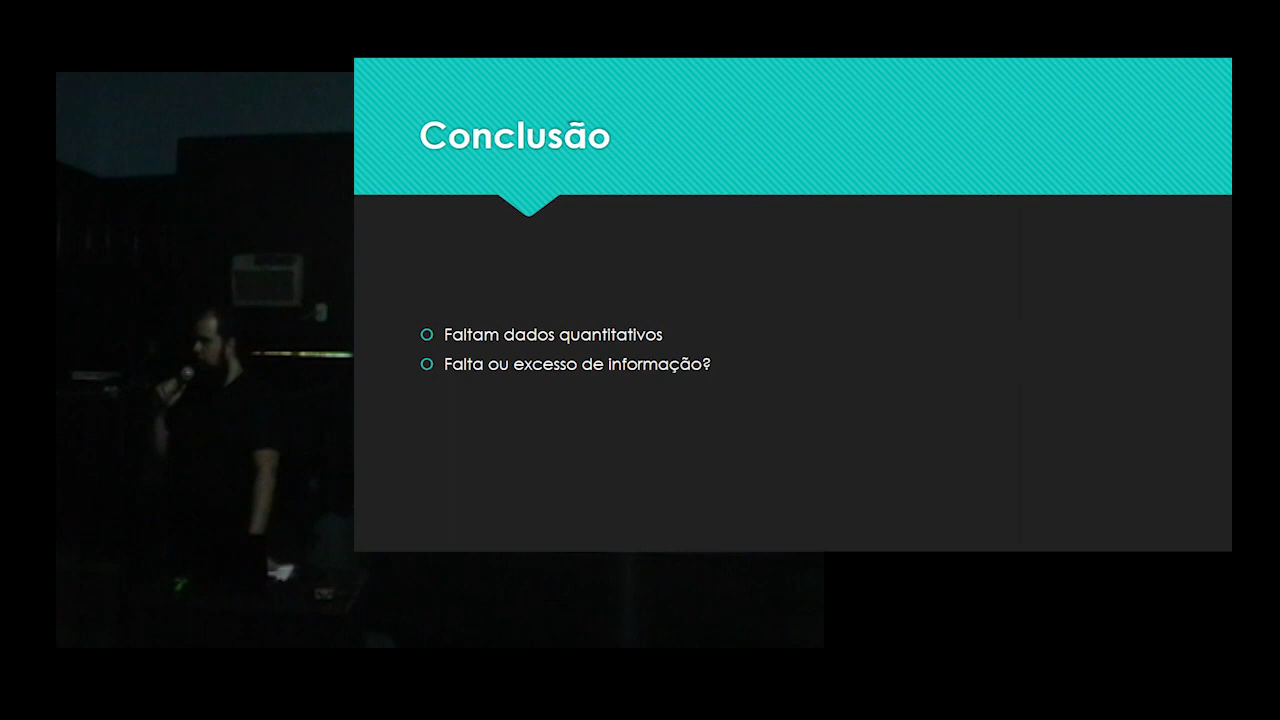 Conclusão
Faltam dados quantitativos
Falta ou excesso de informação?